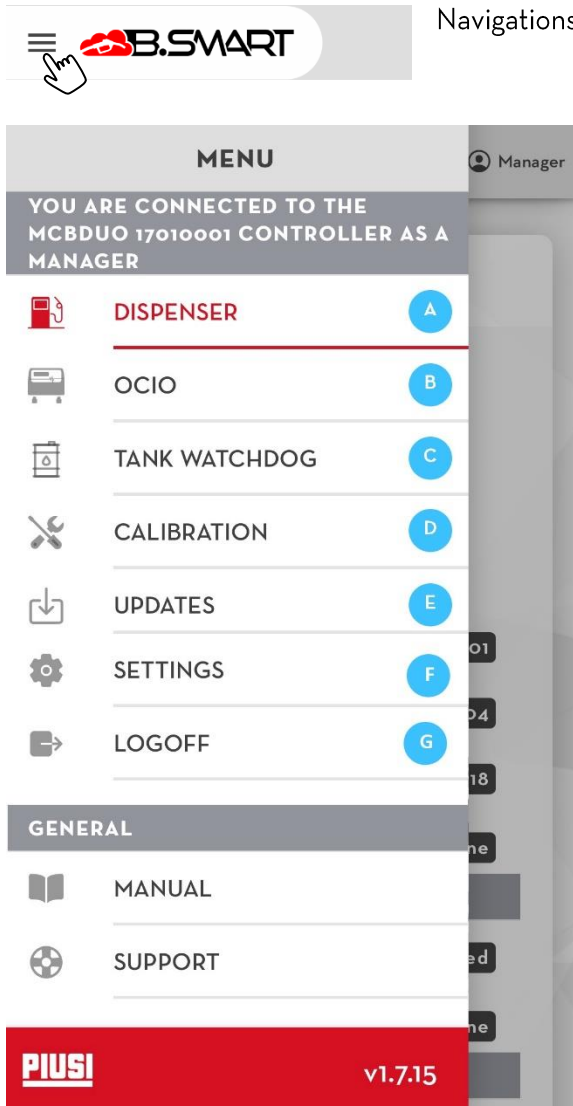 B.SMART
Navigations
MENU
Manager
YOU ARE CONNECTED TO THE
MCBDUO 17010001 CONTROLLER AS A
MANAGER
DISPENSER A
OCIO B
TANK WATCHDOG C
CALIBRATION D
UPDATES E
SETTINGS F
LOGOFF G
GENERAL
MANUAL
SUPPORT
PIUSI v1.7.15